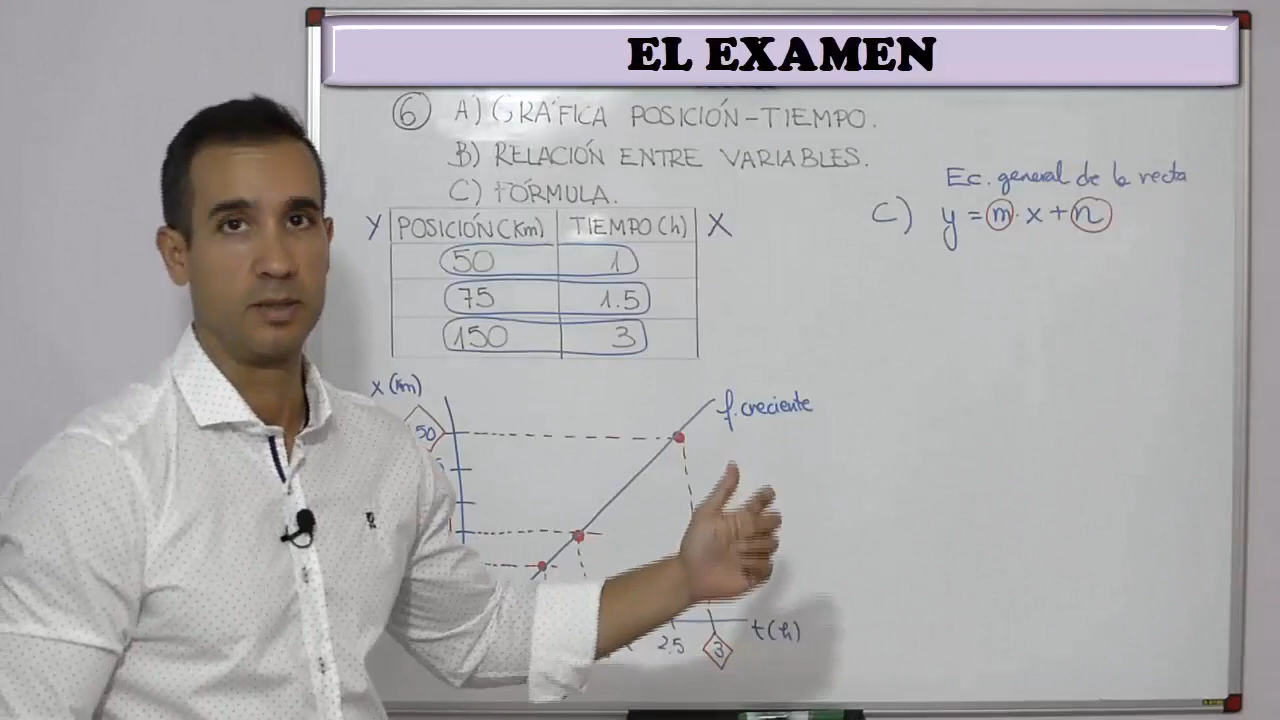 EL EXAMEN
6 A) GRÁFICA POSICIÓN-TIEMPO.
B) RELACIÓN ENTRE VARIABLES.
C) FÓRMULA.
Y POSICIÓN(Km) TIEMPO(h) X
50 1
75 1.5
150 3
Ec. general de la recta
C) y = m · x + n
x (Km)
50
f. creciente
2.5 3 t(h)